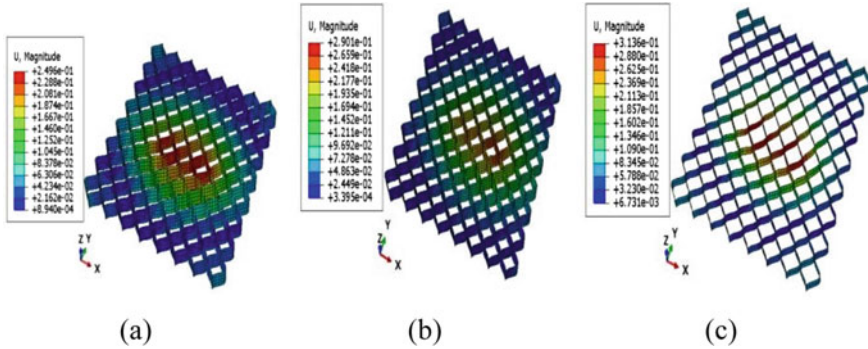 U, Magnitude
+2.496e-01
+2.288e-01
+2.081e-01
+1.874e-01
+1.667e-01
+1.460e-01
+1.252e-01
+1.045e-01
+8.378e-02
+6.306e-02
+4.234e-02
+2.162e-02
+8.940e-04
Z Y
X
(a)
U, Magnitude
+2.901e-01
+2.659e-01
+2.418e-01
+2.177e-01
+1.935e-01
+1.694e-01
+1.452e-01
+1.211e-01
+9.692e-02
+7.278e-02
+4.863e-02
+2.449e-02
+3.395e-04
Z Y
X
(b)
U, Magnitude
+3.136e-01
+2.880e-01
+2.625e-01
+2.369e-01
+2.113e-01
+1.857e-01
+1.602e-01
+1.346e-01
+1.090e-01
+8.345e-02
+5.788e-02
+3.230e-02
+6.731e-03
Z Y
X
(c)